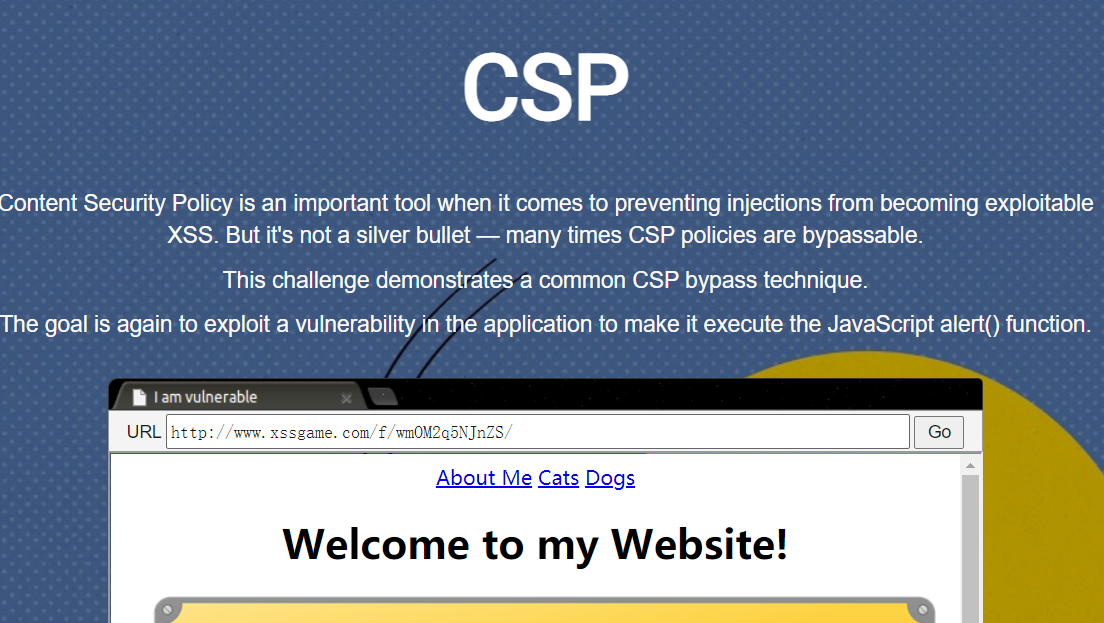 CSP
Content Security Policy is an important tool when it comes to preventing injections from becoming exploitable
XSS. But it's not a silver bullet — many times CSP policies are bypassable.
This challenge demonstrates a common CSP bypass technique.
The goal is again to exploit a vulnerability in the application to make it execute the JavaScript alert() function.
I am vulnerable
URL http://www.xssgame.com/f/wmOM2q5NJnZS/ Go
About Me Cats Dogs
Welcome to my Website!